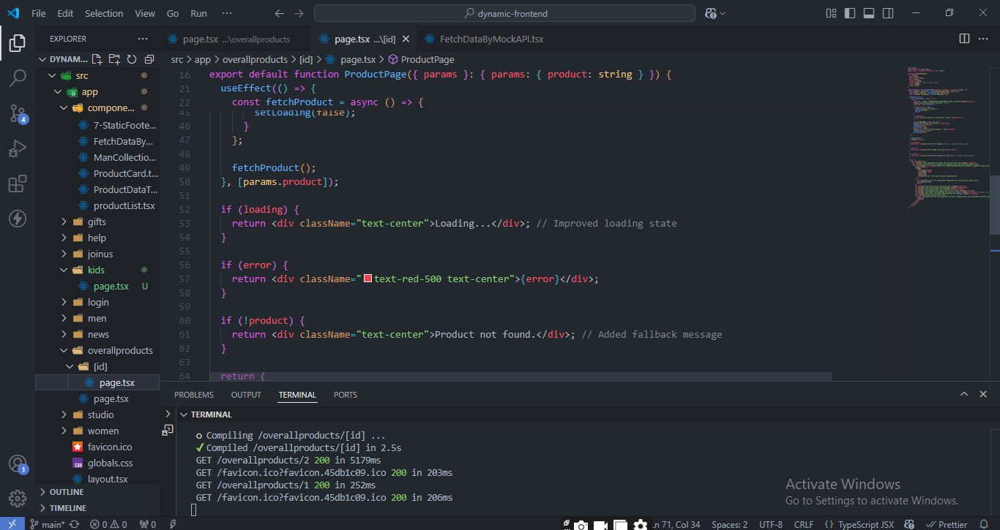 File Edit Selection View Go Run ··· dynamic-frontend
EXPLORER ···
page.tsx ...\overallproducts page.tsx ...\[id] FetchDataByMockAPI.tsx
DYNAM...
src > app > overallproducts > [id] > page.tsx > ProductPage
src
app
compone...
7-StaticFoote...
FetchDataBy...
ManCollectio...
ProductCard.t...
ProductDataT...
productList.tsx
gifts
help
joinus
kids
page.tsx U
login
men
news
overallproducts
[id]
page.tsx
page.tsx
studio
women
favicon.ico
globals.css
layout.tsx
OUTLINE
TIMELINE
4
1
16 export default function ProductPage({ params }: { params: { product: string } }) {
21 useEffect(() => {
22 const fetchProduct = async () => {
45 setLoading(false);
46 }
47 };
48
49 fetchProduct();
50 }, [params.product]);
51
52 if (loading) {
53 return <div className="text-center">Loading...</div>; // Improved loading state
54 }
55
56 if (error) {
57 return <div className="text-red-500 text-center">{error}</div>;
58 }
59
60 if (!product) {
61 return <div className="text-center">Product not found.</div>; // Added fallback message
62 }
63
64 return (
PROBLEMS OUTPUT TERMINAL PORTS
TERMINAL
○ Compiling /overallproducts/[id] ...
✓ Compiled /overallproducts/[id] in 2.5s
GET /overallproducts/2 200 in 5179ms
GET /favicon.ico?favicon.45db1c09.ico 200 in 203ms
GET /overallproducts/1 200 in 252ms
GET /favicon.ico?favicon.45db1c09.ico 200 in 206ms
Activate Windows
Go to Settings to activate Windows.
main* 0 0 0 Ln 71, Col 34 Spaces: 2 UTF-8 CRLF {} TypeScript JSX Prettier